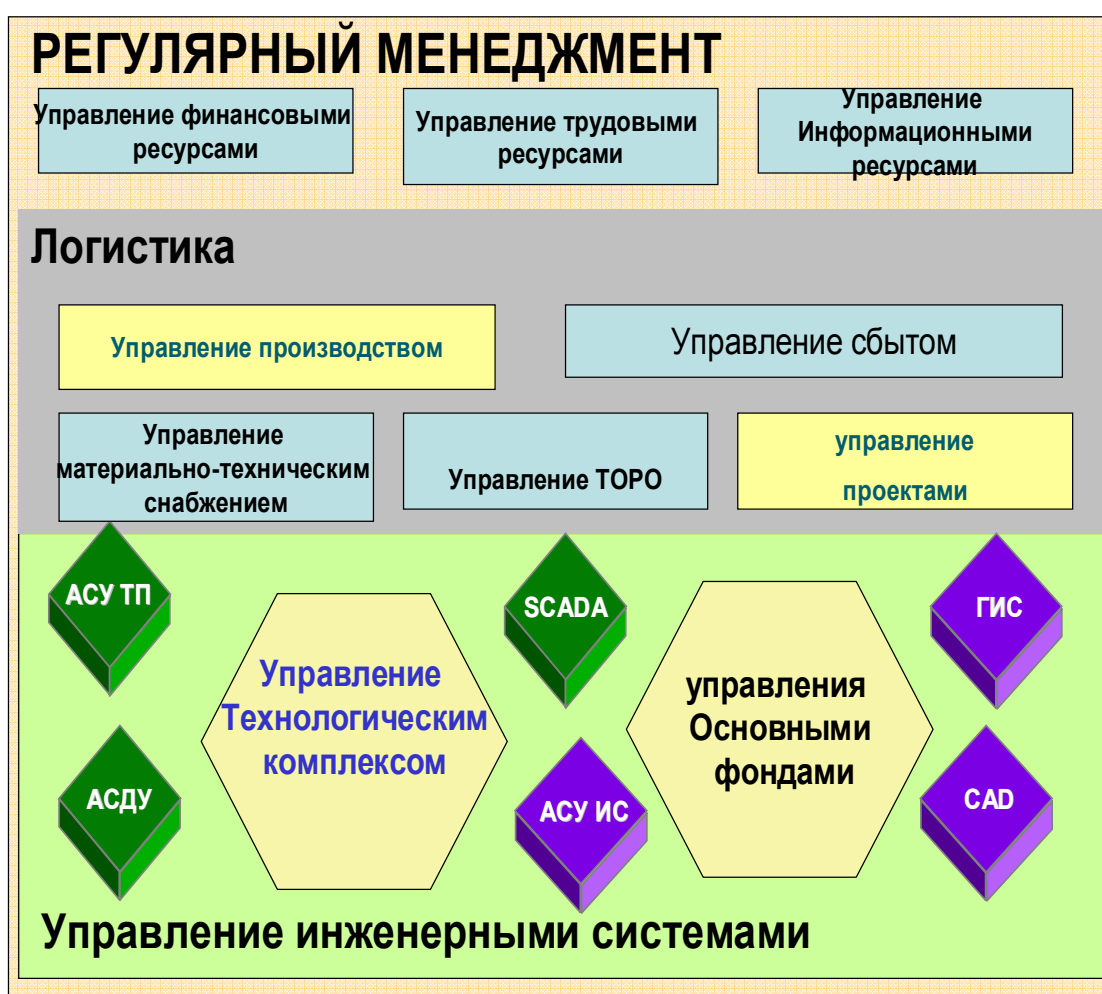 РЕГУЛЯРНЫЙ МЕНЕДЖМЕНТ
Управление финансовыми
ресурсами
Управление трудовыми
ресурсами
Управление
Информационными
ресурсами
Логистика
Управление производством
Управление сбытом
Управление
материально-техническим
снабжением
Управление ТОРО
управление
проектами
АСУ ТП
SCADA
ГИС
Управление
Технологическим
комплексом
управления
Основными
фондами
АСДУ
АСУ ИС
CAD
Управление инженерными системами